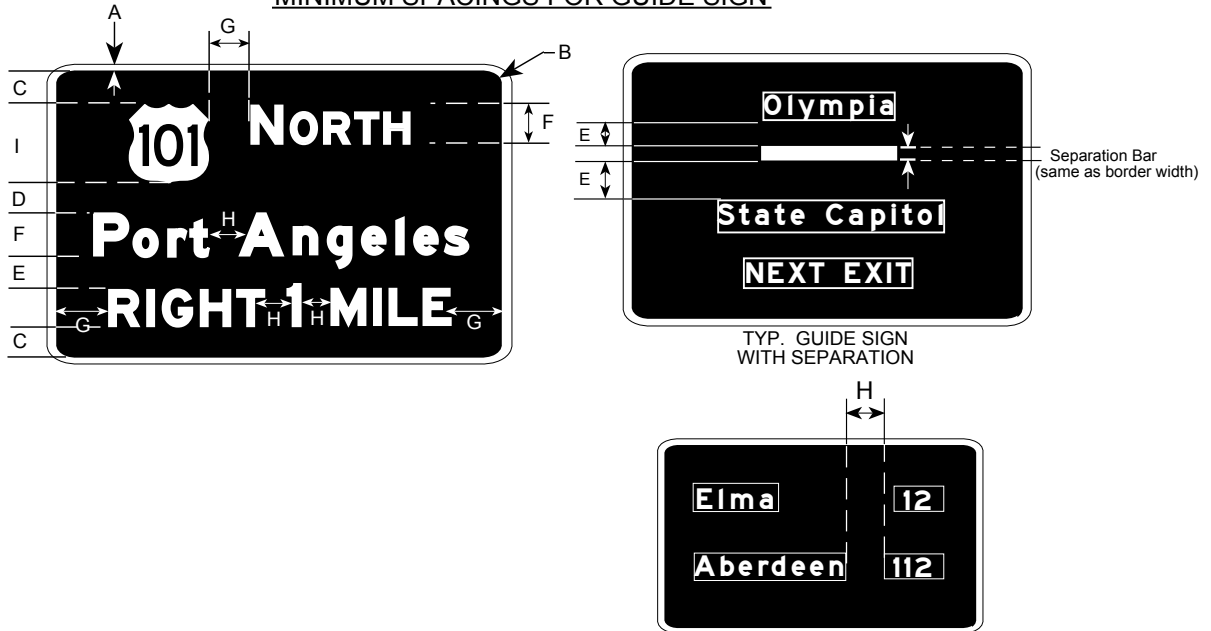 MINIMUM SPACINGS FOR GUIDE SIGN
A
G
B
C
101 NORTH
F
I
D
F
Port H Angeles
E
RIGHT H 1 H MILE
G
G
C
Olympia
E
Separation Bar
(same as border width)
E
State Capitol
NEXT EXIT
TYP. GUIDE SIGN
WITH SEPARATION
H
Elma 12
Aberdeen 112